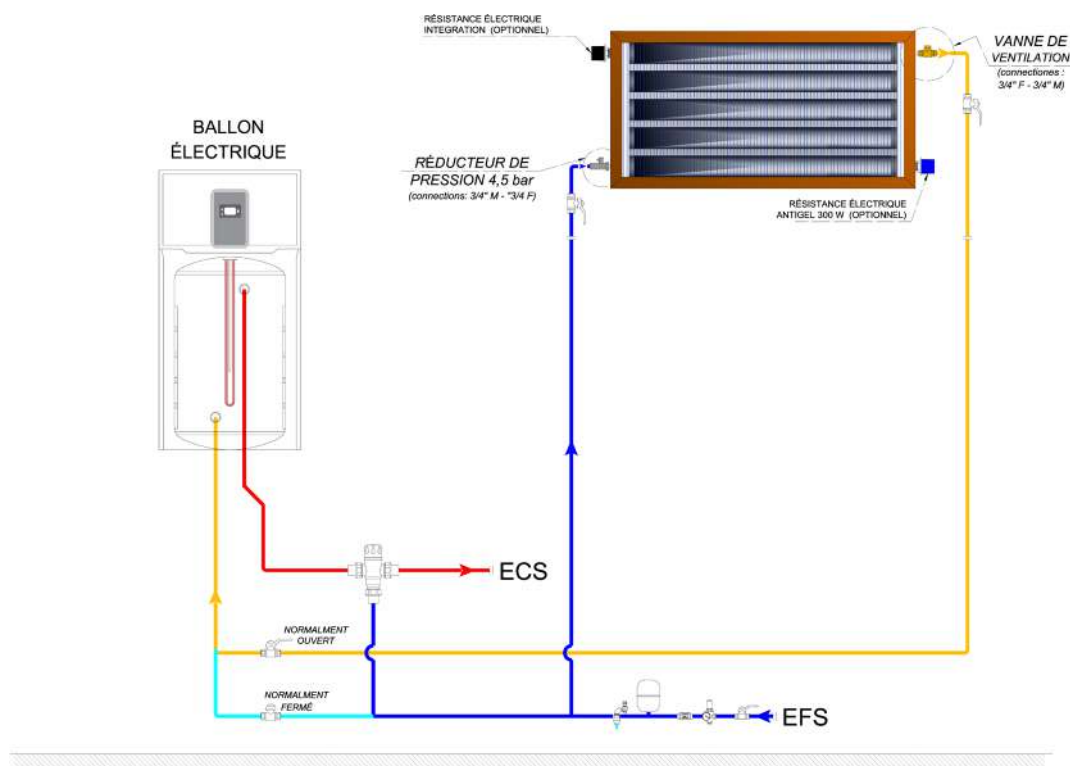 RÉSISTANCE ÉLECTRIQUE
INTEGRATION (OPTIONNEL)
VANNE DE
VENTILATION
(connectiones :
3/4" F - 3/4" M)
BALLON
ÉLECTRIQUE
RÉDUCTEUR DE
PRESSION 4,5 bar
(connections: 3/4" M - "3/4 F)
RÉSISTANCE ÉLECTRIQUE
ANTIGEL 300 W (OPTIONNEL)
ECS
NORMALMENT
OUVERT
NORMALMENT
FERMÉ
EFS